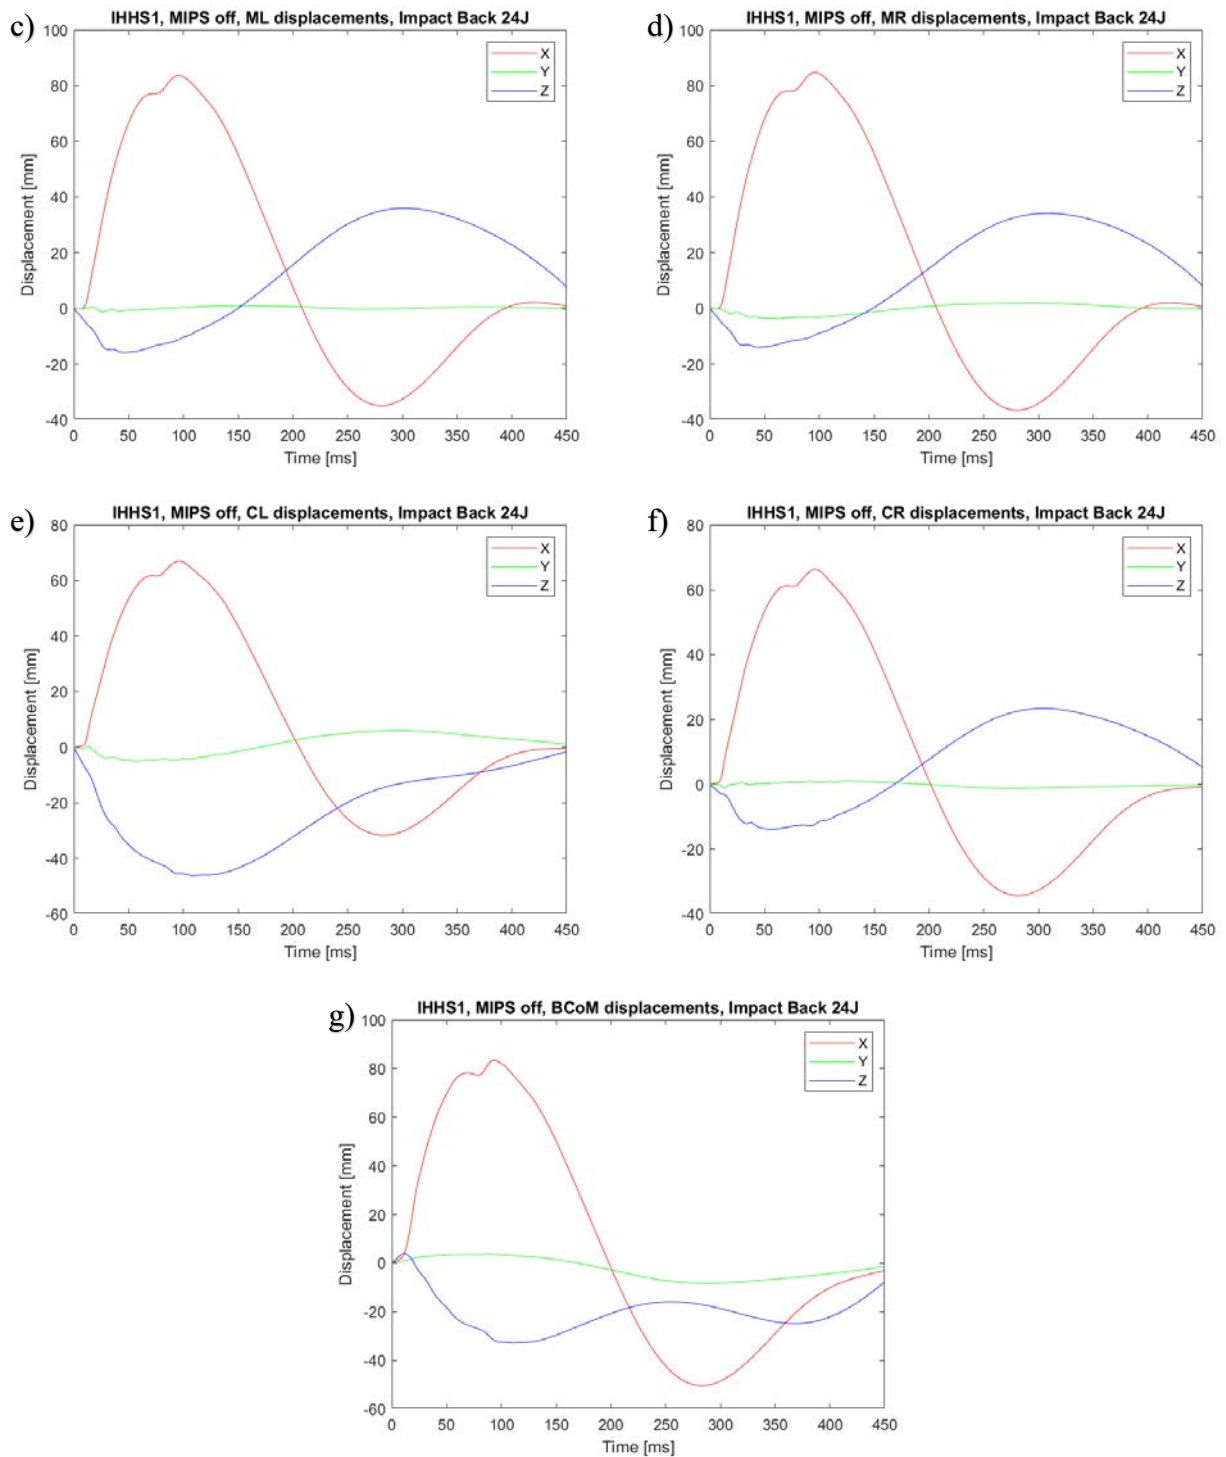 c)
IHHS1, MIPS off, ML displacements, Impact Back 24J
100
80
60
40
20
0
-20
-40
Displacement [mm]
X
Y
Z
0 50 100 150 200 250 300 350 400 450
Time [ms]
d)
IHHS1, MIPS off, MR displacements, Impact Back 24J
100
80
60
40
20
0
-20
-40
Displacement [mm]
X
Y
Z
0 50 100 150 200 250 300 350 400 450
Time [ms]
e)
IHHS1, MIPS off, CL displacements, Impact Back 24J
80
60
40
20
0
-20
-40
-60
Displacement [mm]
X
Y
Z
0 50 100 150 200 250 300 350 400 450
Time [ms]
f)
IHHS1, MIPS off, CR displacements, Impact Back 24J
80
60
40
20
0
-20
-40
Displacement [mm]
X
Y
Z
0 50 100 150 200 250 300 350 400 450
Time [ms]
g)
IHHS1, MIPS off, BCoM displacements, Impact Back 24J
100
80
60
40
20
0
-20
-40
-60
Displacement [mm]
X
Y
Z
0 50 100 150 200 250 300 350 400 450
Time [ms]